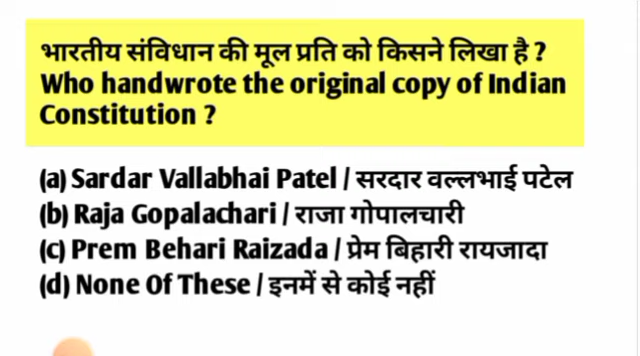 भारतीय संविधान की मूल प्रति को किसने लिखा है ?
Who handwrote the original copy of Indian
Constitution ?
(a) Sardar Vallabhai Patel / सरदार वल्लभाई पटेल
(b) Raja Gopalachari / राजा गोपालचारी
(c) Prem Behari Raizada / प्रेम बिहारी रायजादा
(d) None Of These / इनमें से कोई नहीं